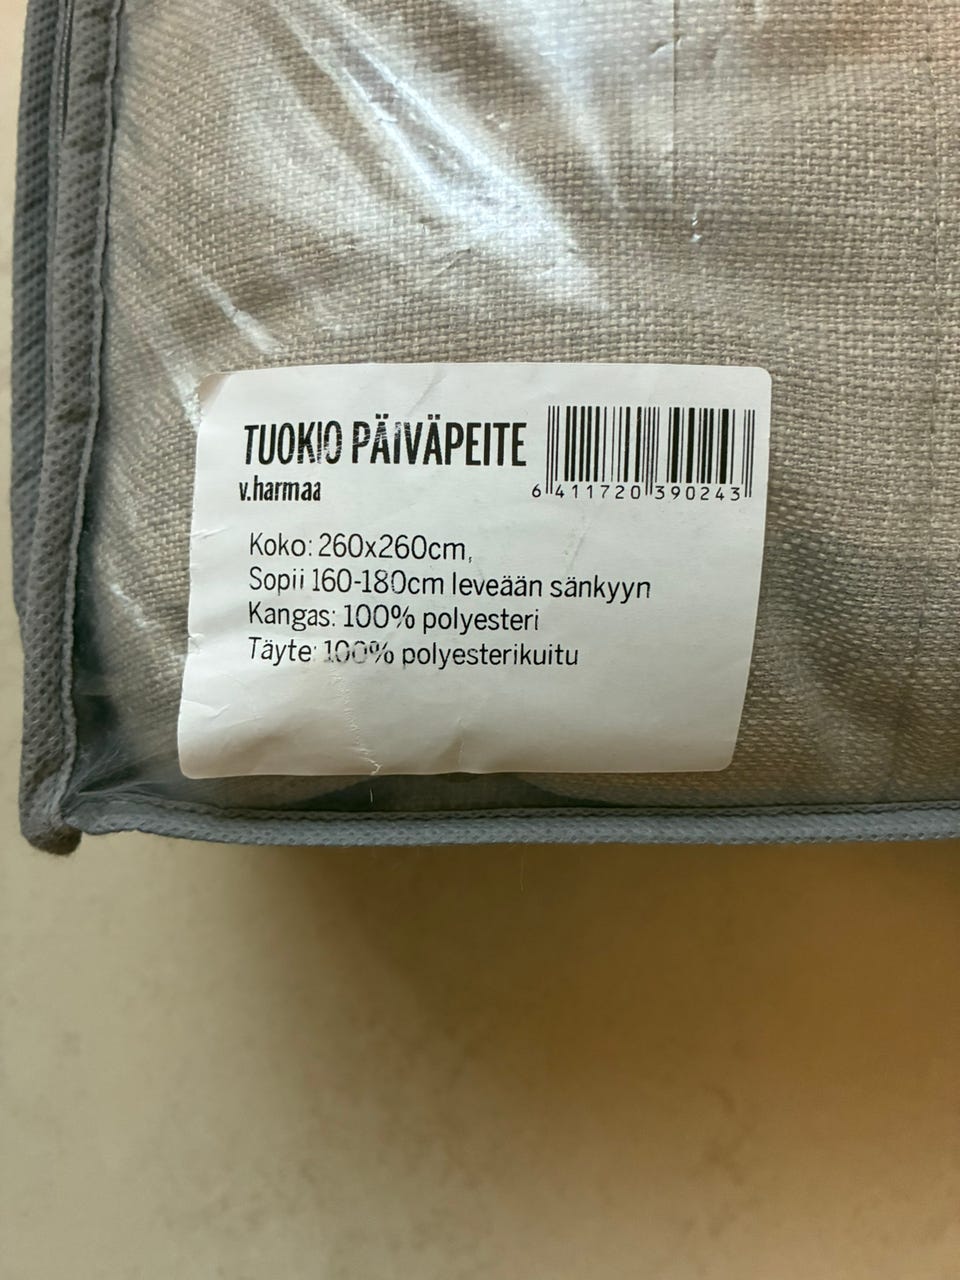 TUOKIO PÄIVÄPEITE
v.harmaa
6 411720 390243
Koko: 260x260cm,
Sopii 160-180cm leveään sänkyyn
Kangas: 100% polyesteri
Täyte: 100% polyesterikuitu